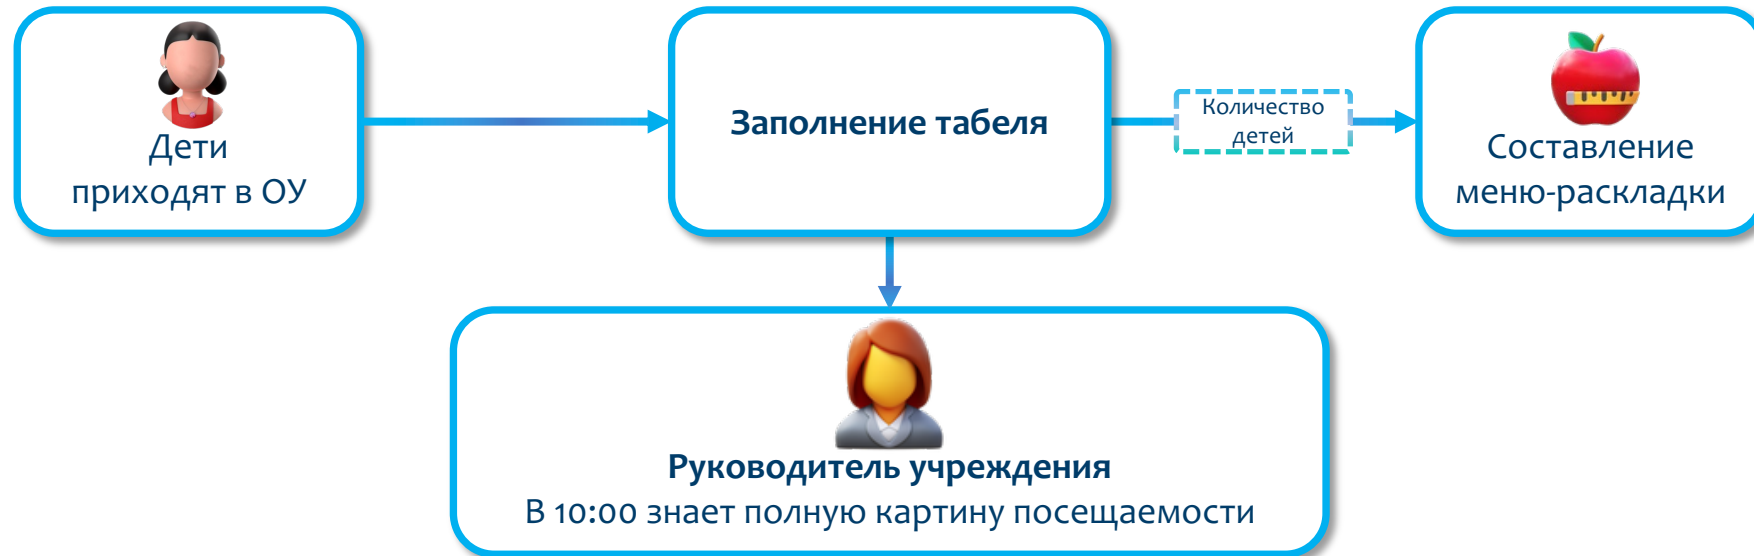 Дети
приходят в ОУ
Заполнение табеля
Количество
детей
Составление
меню-раскладки
Руководитель учреждения
В 10:00 знает полную картину посещаемости